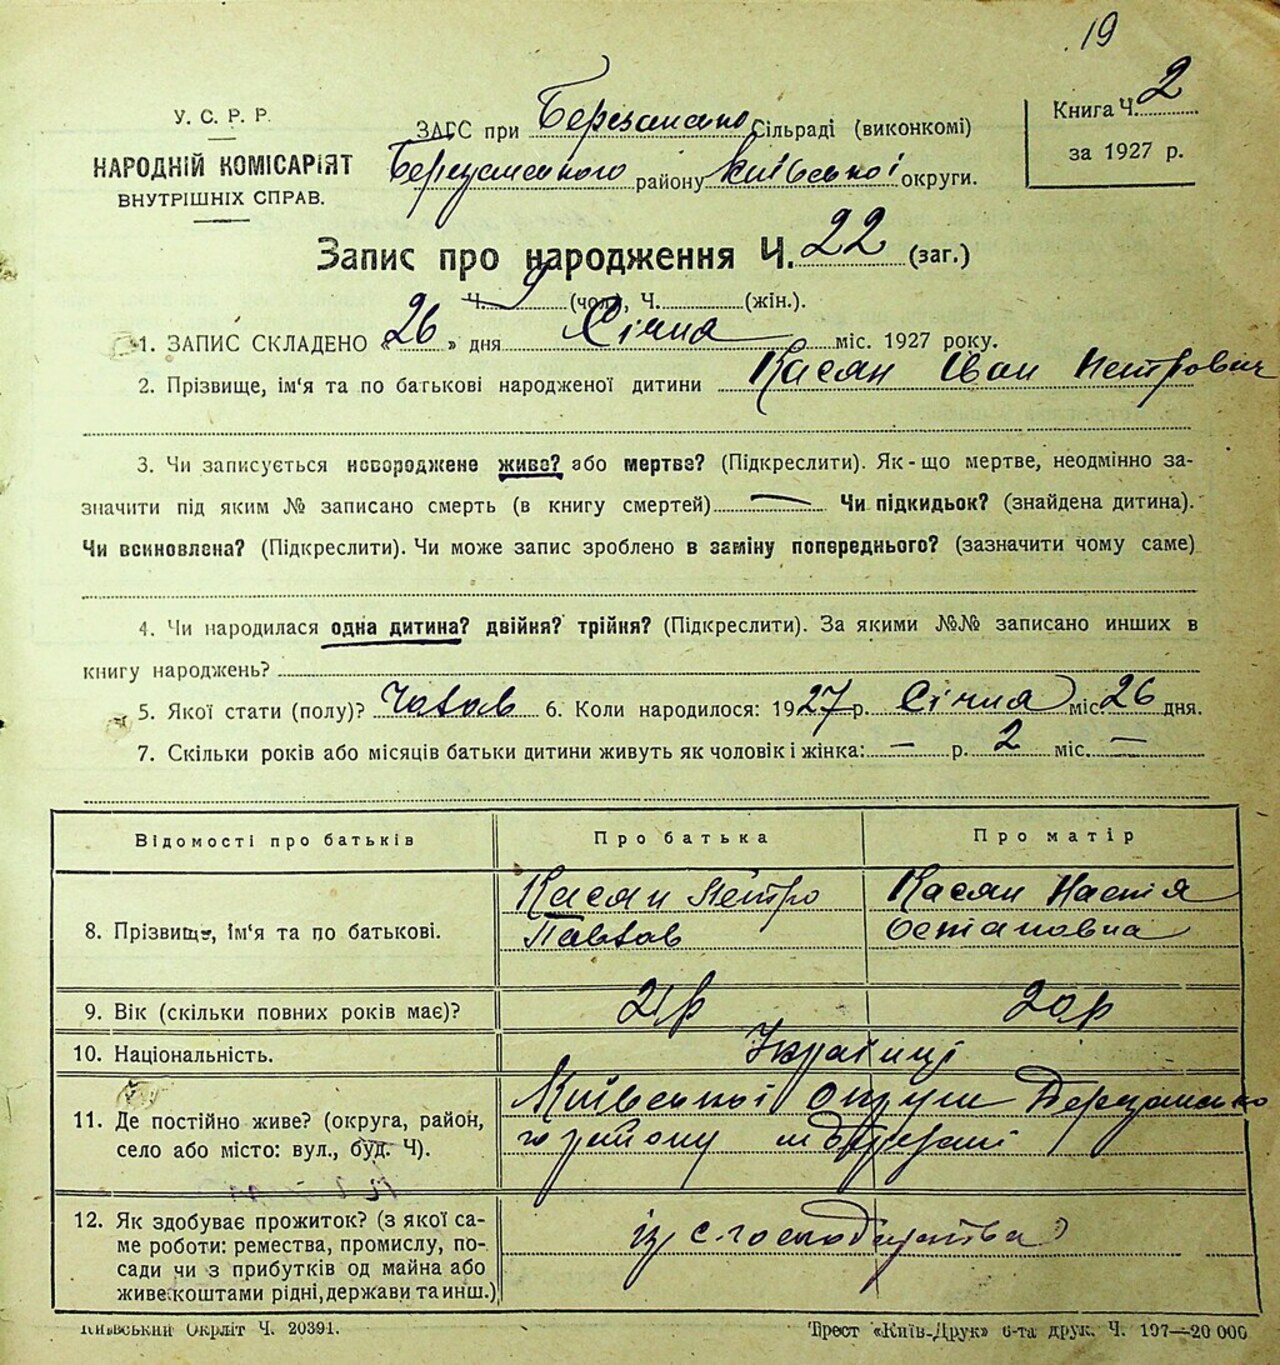 19
У. С. Р. Р.
НАРОДНІЙ КОМІСАРІЯТ
ВНУТРІШНІХ СПРАВ.
ЗАГС при Березансько Сільраді (виконкомі)
Березанського району Київської округи.
Книга Ч. 2
за 1927 р.
Запис про народження Ч. 22 (заг.)
Ч. 9 (чол.), Ч. (жін.).
1. ЗАПИС СКЛАДЕНО „26" дня Січня міс. 1927 року.
2. Прізвище, ім'я та по батькові народженої дитини Касян Іван Петрович
3. Чи записується новороджене живе? або мертве? (Підкреслити). Як-що мертве, неодмінно за-
значити під яким № записано смерть (в книгу смертей) — Чи підкидьок? (знайдена дитина).
Чи всиновлена? (Підкреслити). Чи може запис зроблено в заміну попереднього? (зазначити чому саме)
4. Чи народилася одна дитина? двійня? трійня? (Підкреслити). За якими №№ записано инших в
книгу народжень?
5. Якої стати (полу)? Чолов 6. Коли народилося: 1927 р. Січня міс. 26 дня.
7. Скільки років або місяців батьки дитини живуть як чоловік і жінка: — р. 2 міс. —
Відомості про батьків Про батька Про матір
8. Прізвище, ім'я та по батькові. Касян Петро Касян Настя
Павлов Остаповна
9. Вік (скільки повних років має)? 21 р 20 р
10. Національність. Українці
11. Де постійно живе? (округа, район, Київської округи Березансько
село або місто: вул., буд. Ч). го району м Березані
12. Як здобуває прожиток? (з якої са-
ме роботи: ремества, промислу, по- із с. господарства
сади чи з прибутків од майна або
живе коштами рідні, держави та инш.)
Київський Окрліт Ч. 20391.
Трест «Київ-Друк» 6-та друк. Ч. 197—20 000